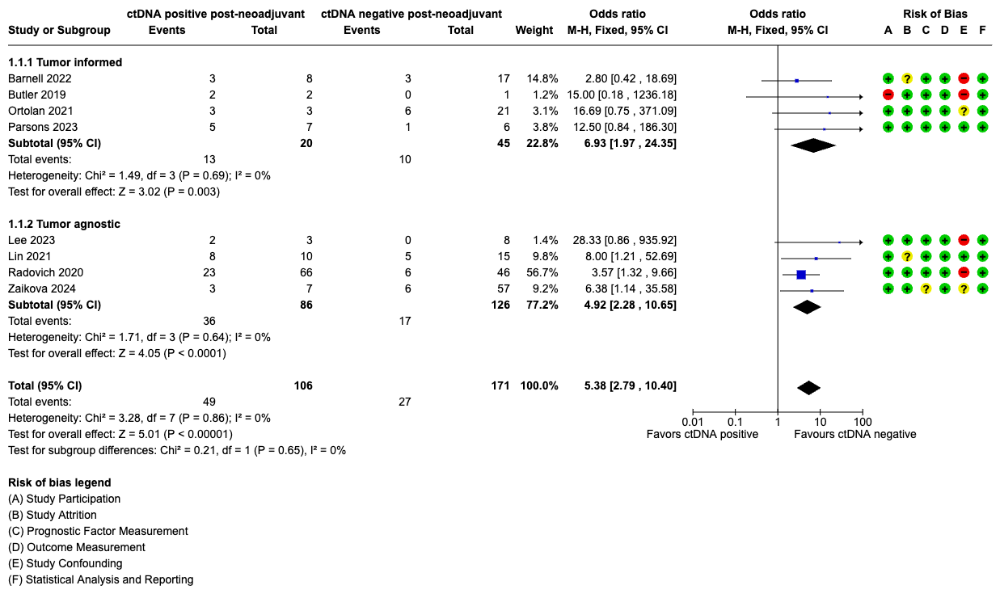 ctDNA positive post-neoadjuvant ctDNA negative post-neoadjuvant Odds ratio Odds ratio Risk of Bias
Study or Subgroup Events Total Events Total Weight M-H, Fixed, 95% CI M-H, Fixed, 95% CI A B C D E F
1.1.1 Tumor informed
Barnell 2022 3 8 3 17 14.8% 2.80 [0.42 , 18.69] + ? + + − +
Butler 2019 2 2 0 1 1.2% 15.00 [0.18 , 1236.18] − + + + − +
Ortolan 2021 3 3 6 21 3.1% 16.69 [0.75 , 371.09] + + + + ? +
Parsons 2023 5 7 1 6 3.8% 12.50 [0.84 , 186.30] + + + + + +
Subtotal (95% CI) 20 45 22.8% 6.93 [1.97 , 24.35]
Total events: 13 10
Heterogeneity: Chi² = 1.49, df = 3 (P = 0.69); I² = 0%
Test for overall effect: Z = 3.02 (P = 0.003)
1.1.2 Tumor agnostic
Lee 2023 2 3 0 8 1.4% 28.33 [0.86 , 935.92] + + + + − +
Lin 2021 8 10 5 15 9.8% 8.00 [1.21 , 52.69] + ? + + + +
Radovich 2020 23 66 6 46 56.7% 3.57 [1.32 , 9.66] + + + + − +
Zaikova 2024 3 7 6 57 9.2% 6.38 [1.14 , 35.58] + + ? + ? +
Subtotal (95% CI) 86 126 77.2% 4.92 [2.28 , 10.65]
Total events: 36 17
Heterogeneity: Chi² = 1.71, df = 3 (P = 0.64); I² = 0%
Test for overall effect: Z = 4.05 (P < 0.0001)
Total (95% CI) 106 171 100.0% 5.38 [2.79 , 10.40]
Total events: 49 27
Heterogeneity: Chi² = 3.28, df = 7 (P = 0.86); I² = 0%
Test for overall effect: Z = 5.01 (P < 0.00001)
Test for subgroup differences: Chi² = 0.21, df = 1 (P = 0.65), I² = 0%
0.01 0.1 1 10 100
Favors ctDNA positive Favours ctDNA negative
Risk of bias legend
(A) Study Participation
(B) Study Attrition
(C) Prognostic Factor Measurement
(D) Outcome Measurement
(E) Study Confounding
(F) Statistical Analysis and Reporting